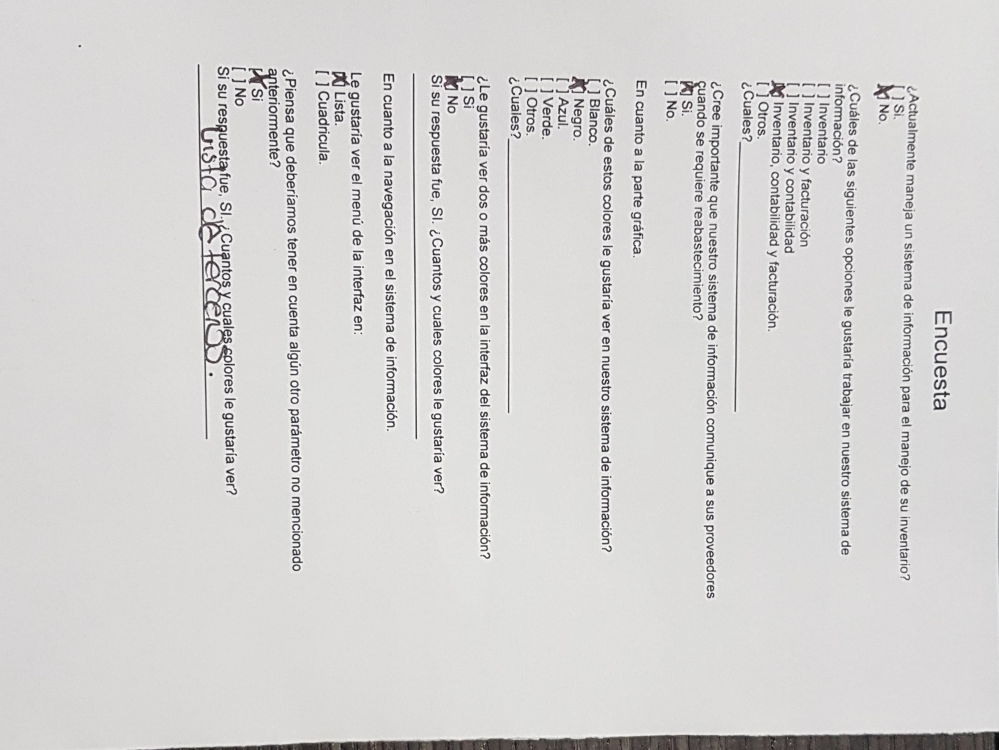 Encuesta
¿Actualmente maneja un sistema de información para el manejo de su inventario?
[ ] Si.
[X] No.
¿Cuáles de las siguientes opciones le gustaría trabajar en nuestro sistema de
información?
[ ] Inventario
[ ] Inventario y facturación
[ ] Inventario y contabilidad
[X] Inventario, contabilidad y facturación.
[ ] Otros.
¿Cuales?
¿Cree importante que nuestro sistema de información comunique a sus proveedores
cuando se requiere reabastecimiento?
[X] Si.
[ ] No.
En cuanto a la parte gráfica.
¿Cuáles de estos colores le gustaría ver en nuestro sistema de información?
[ ] Blanco.
[X] Negro.
[ ] Azul.
[ ] Verde.
[ ] Otros.
¿Cuales?
¿Le gustaría ver dos o más colores en la interfaz del sistema de información?
[ ] Si
[X] No
Si su respuesta fue, SI. ¿Cuantos y cuales colores le gustaría ver?
En cuanto a la navegación en el sistema de información.
Le gustaría ver el menú de la interfaz en:
[X] Lista.
[ ] Cuadricula.
¿Piensa que deberíamos tener en cuenta algún otro parámetro no mencionado
anteriormente?
[X] Si
[ ] No
Si su respuesta fue, SI. ¿Cuantos y cuales colores le gustaría ver?
Lista de terceros.